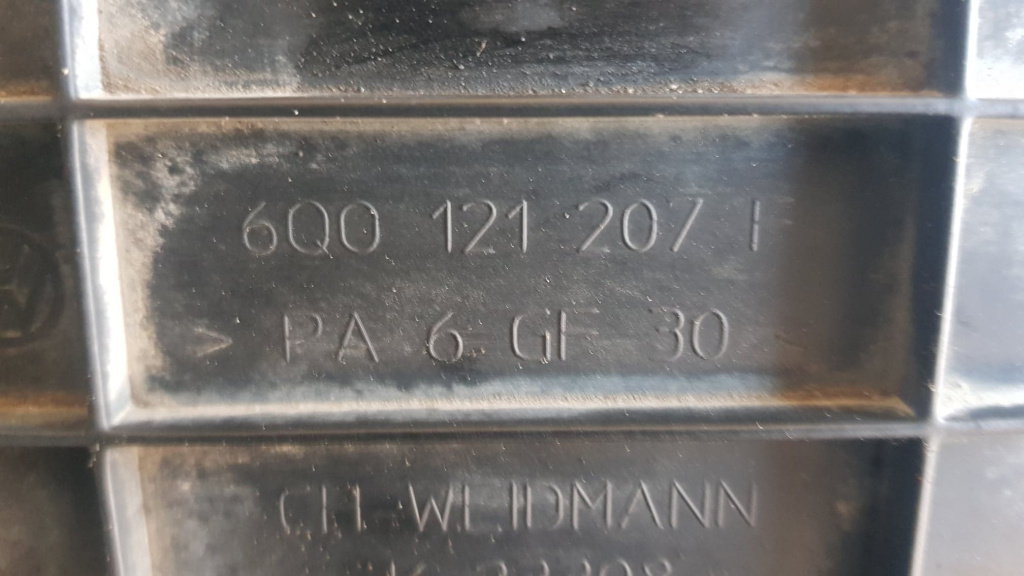 6Q0 121 207
> PA 6 GF 30 <
CH-WEIDMANN